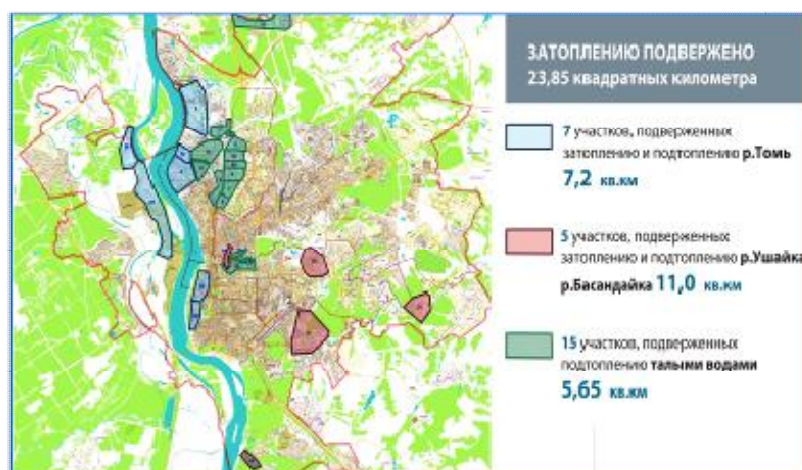 ЗАТОПЛЕНИЮ ПОДВЕРЖЕНО
23,85 квадратных километра
7 участков, подверженных
затоплению и подтоплению р.Томь
7,2 кв.км
5 участков, подверженных
затоплению и подтоплению р.Ушайка
р.Басандайка 11,0 кв.км
15 участков, подверженных
подтоплению талыми водами
5,65 кв.км